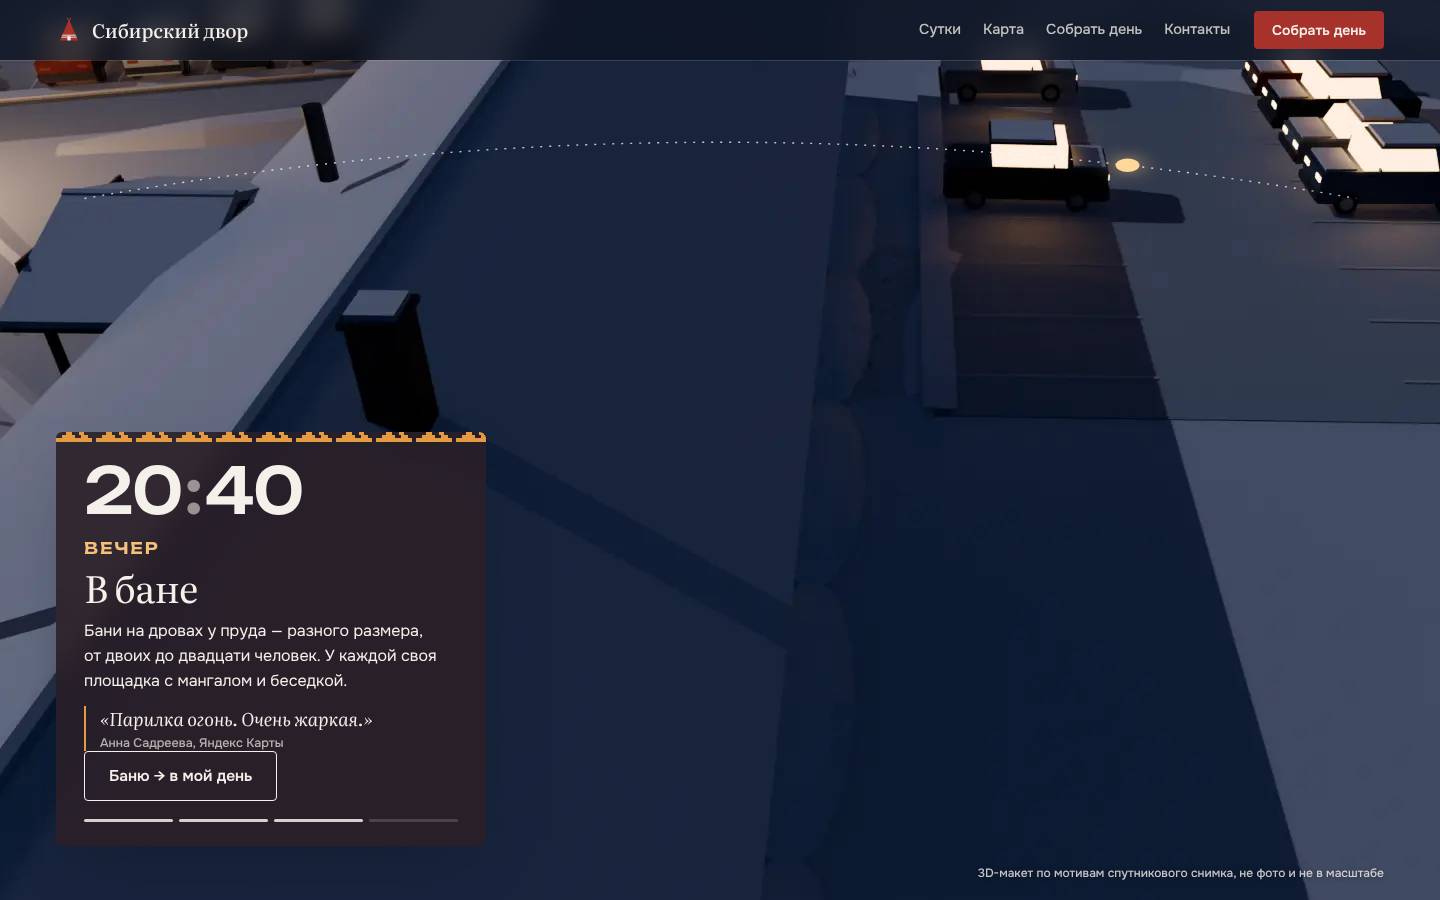 Сибирский двор
Сутки
Карта
Собрать день
Контакты
Собрать день
20:40
ВЕЧЕР
В бане
Бани на дровах у пруда — разного размера,
от двоих до двадцати человек. У каждой своя
площадка с мангалом и беседкой.
«Парилка огонь. Очень жаркая.»
Анна Садреева, Яндекс Карты
Баню → в мой день
3D-макет по мотивам спутникового снимка, не фото и не в масштабе